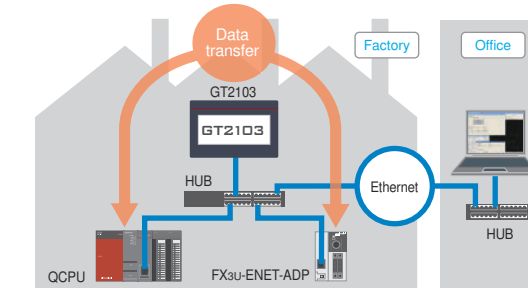 Data
transfer
Factory
Office
GT2103
GT2103
HUB
Ethernet
HUB
QCPU
FX3U-ENET-ADP